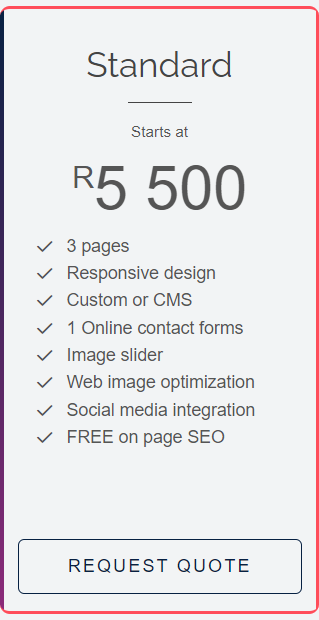 Standard
Starts at
R5 500
3 pages
Responsive design
Custom or CMS
1 Online contact forms
Image slider
Web image optimization
Social media integration
FREE on page SEO
REQUEST QUOTE